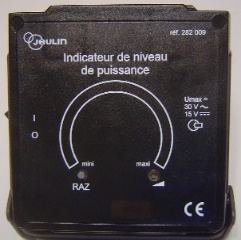 JEULIN
réf. 282 009
Indicateur de niveau
de puissance
Umax =
30 V ~
15 V ⎓
I
O
mini
maxi
RAZ
CE